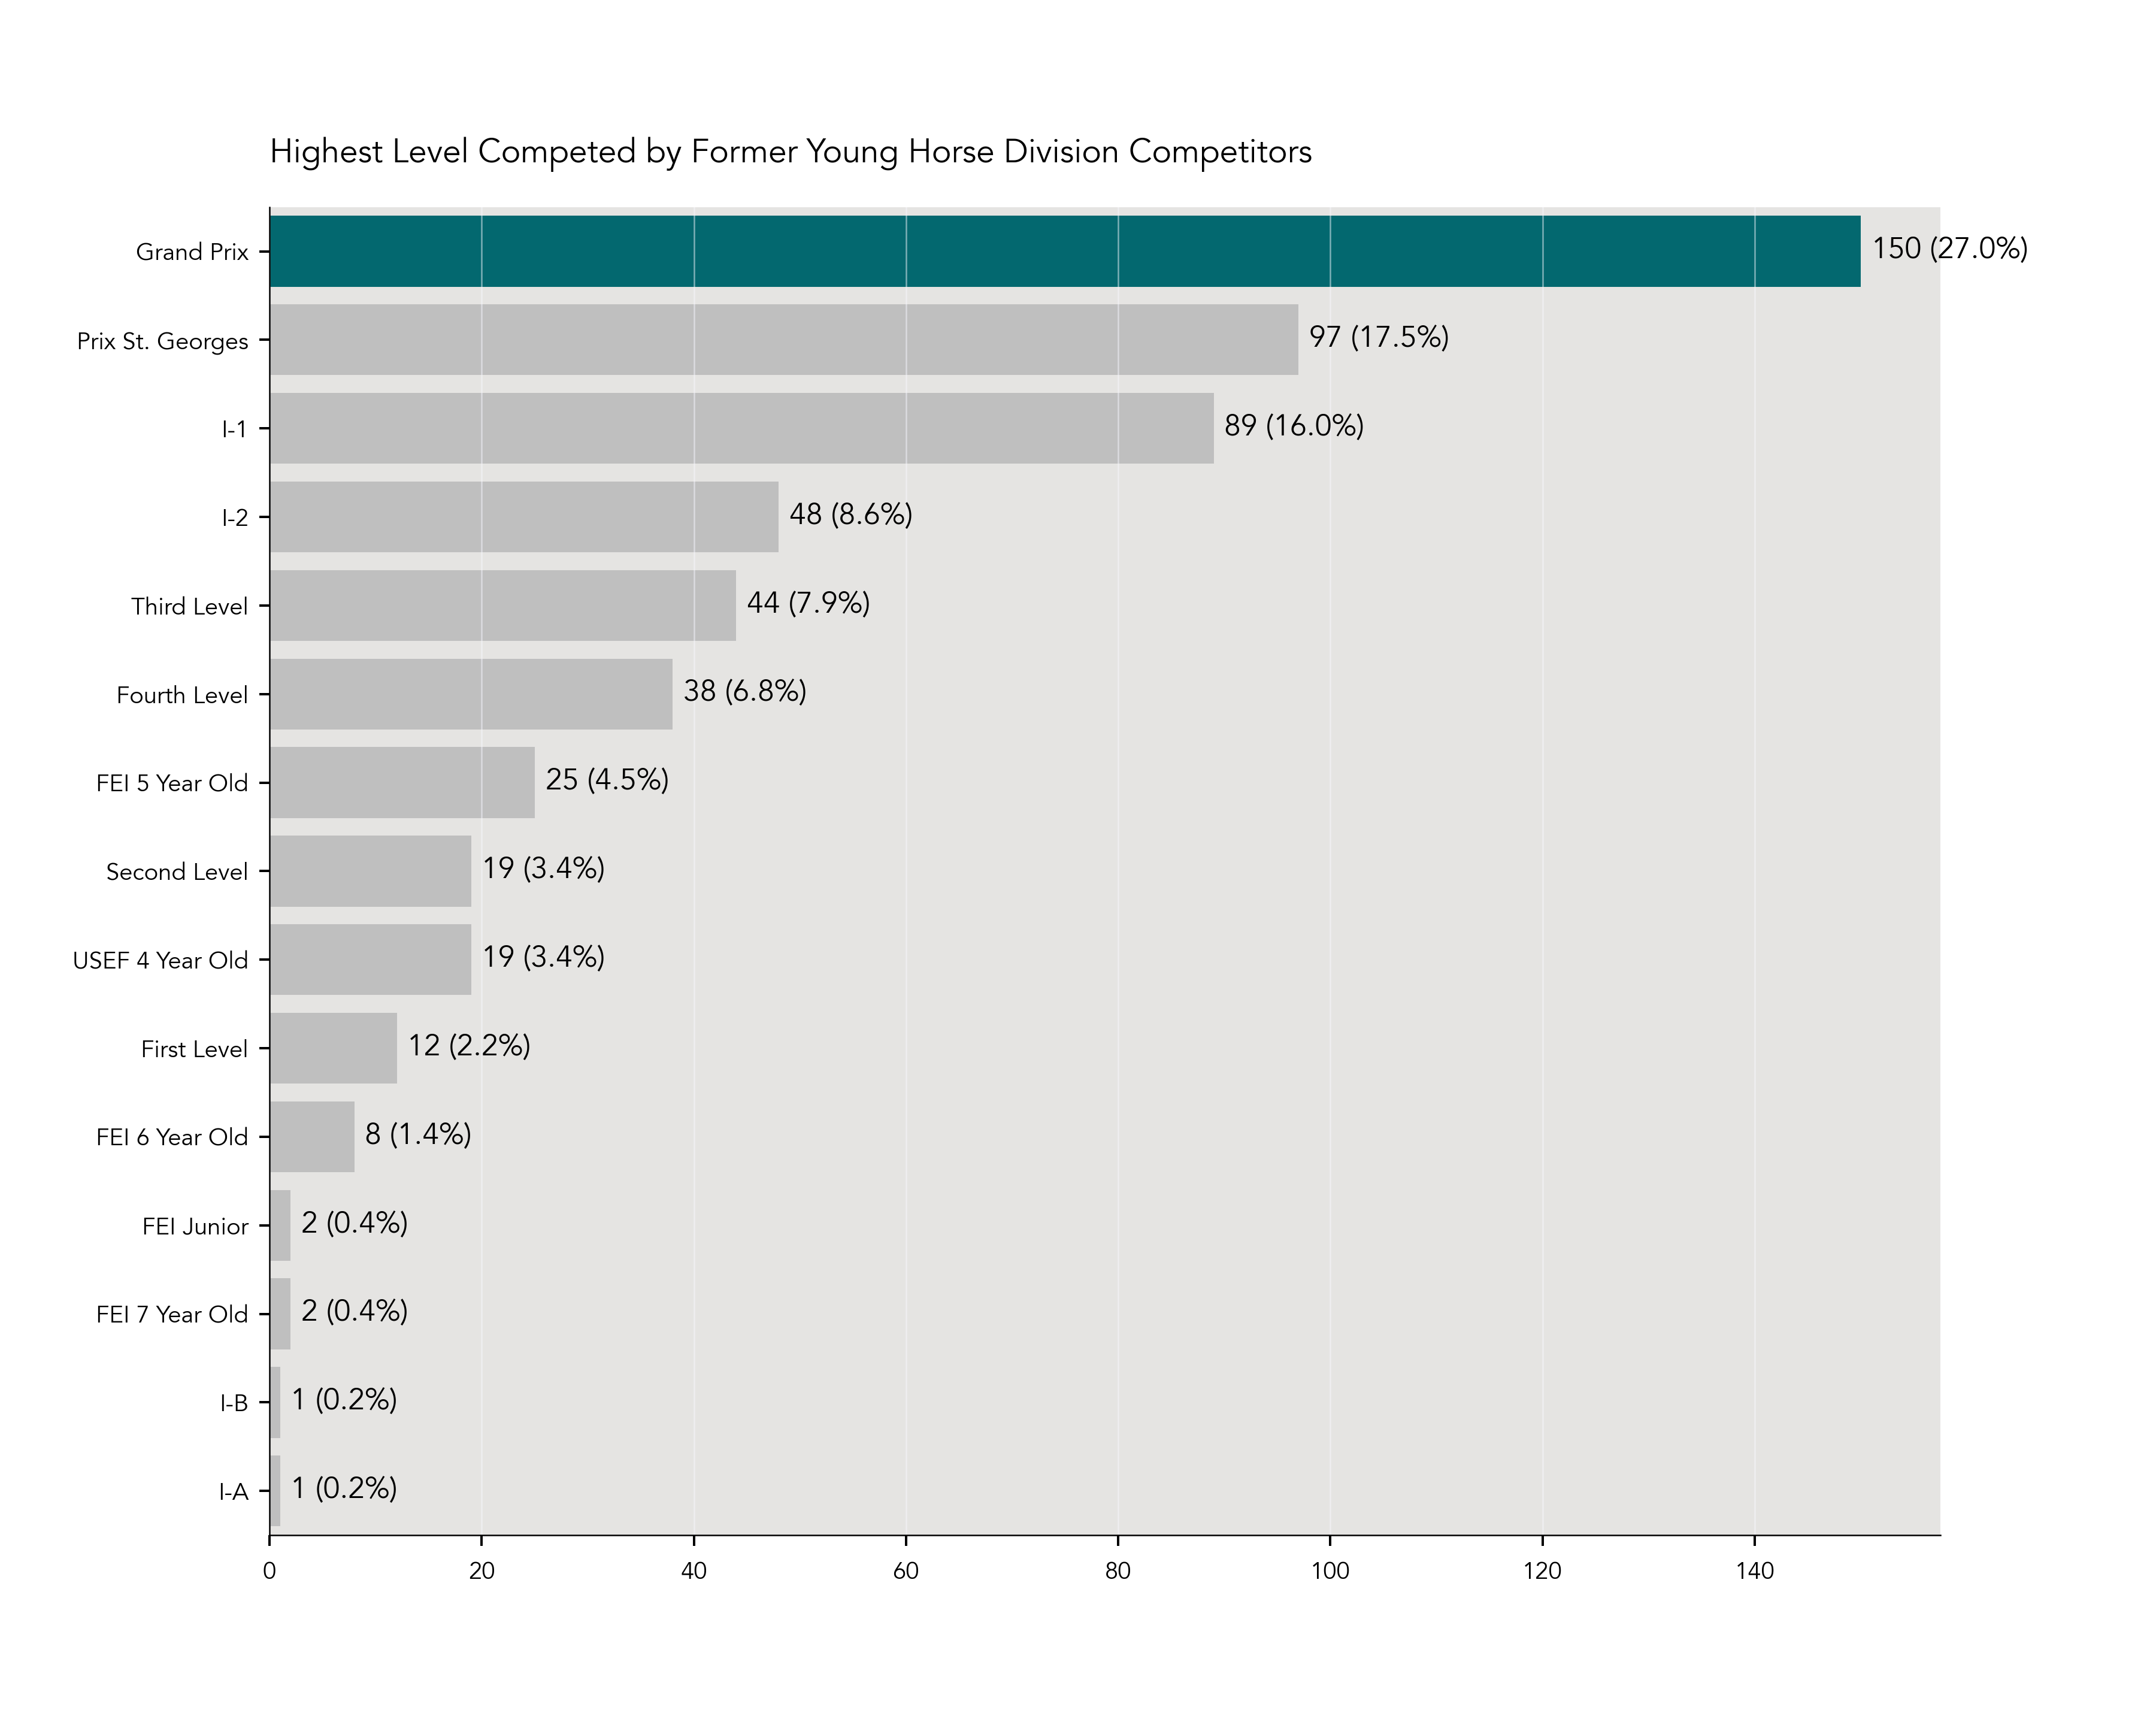 Highest Level Competed by Former Young Horse Division Competitors
Grand Prix 150 (27.0%)
Prix St. Georges 97 (17.5%)
I-1 89 (16.0%)
I-2 48 (8.6%)
Third Level 44 (7.9%)
Fourth Level 38 (6.8%)
FEI 5 Year Old 25 (4.5%)
Second Level 19 (3.4%)
USEF 4 Year Old 19 (3.4%)
First Level 12 (2.2%)
FEI 6 Year Old 8 (1.4%)
FEI Junior 2 (0.4%)
FEI 7 Year Old 2 (0.4%)
I-B 1 (0.2%)
I-A 1 (0.2%)
0 20 40 60 80 100 120 140